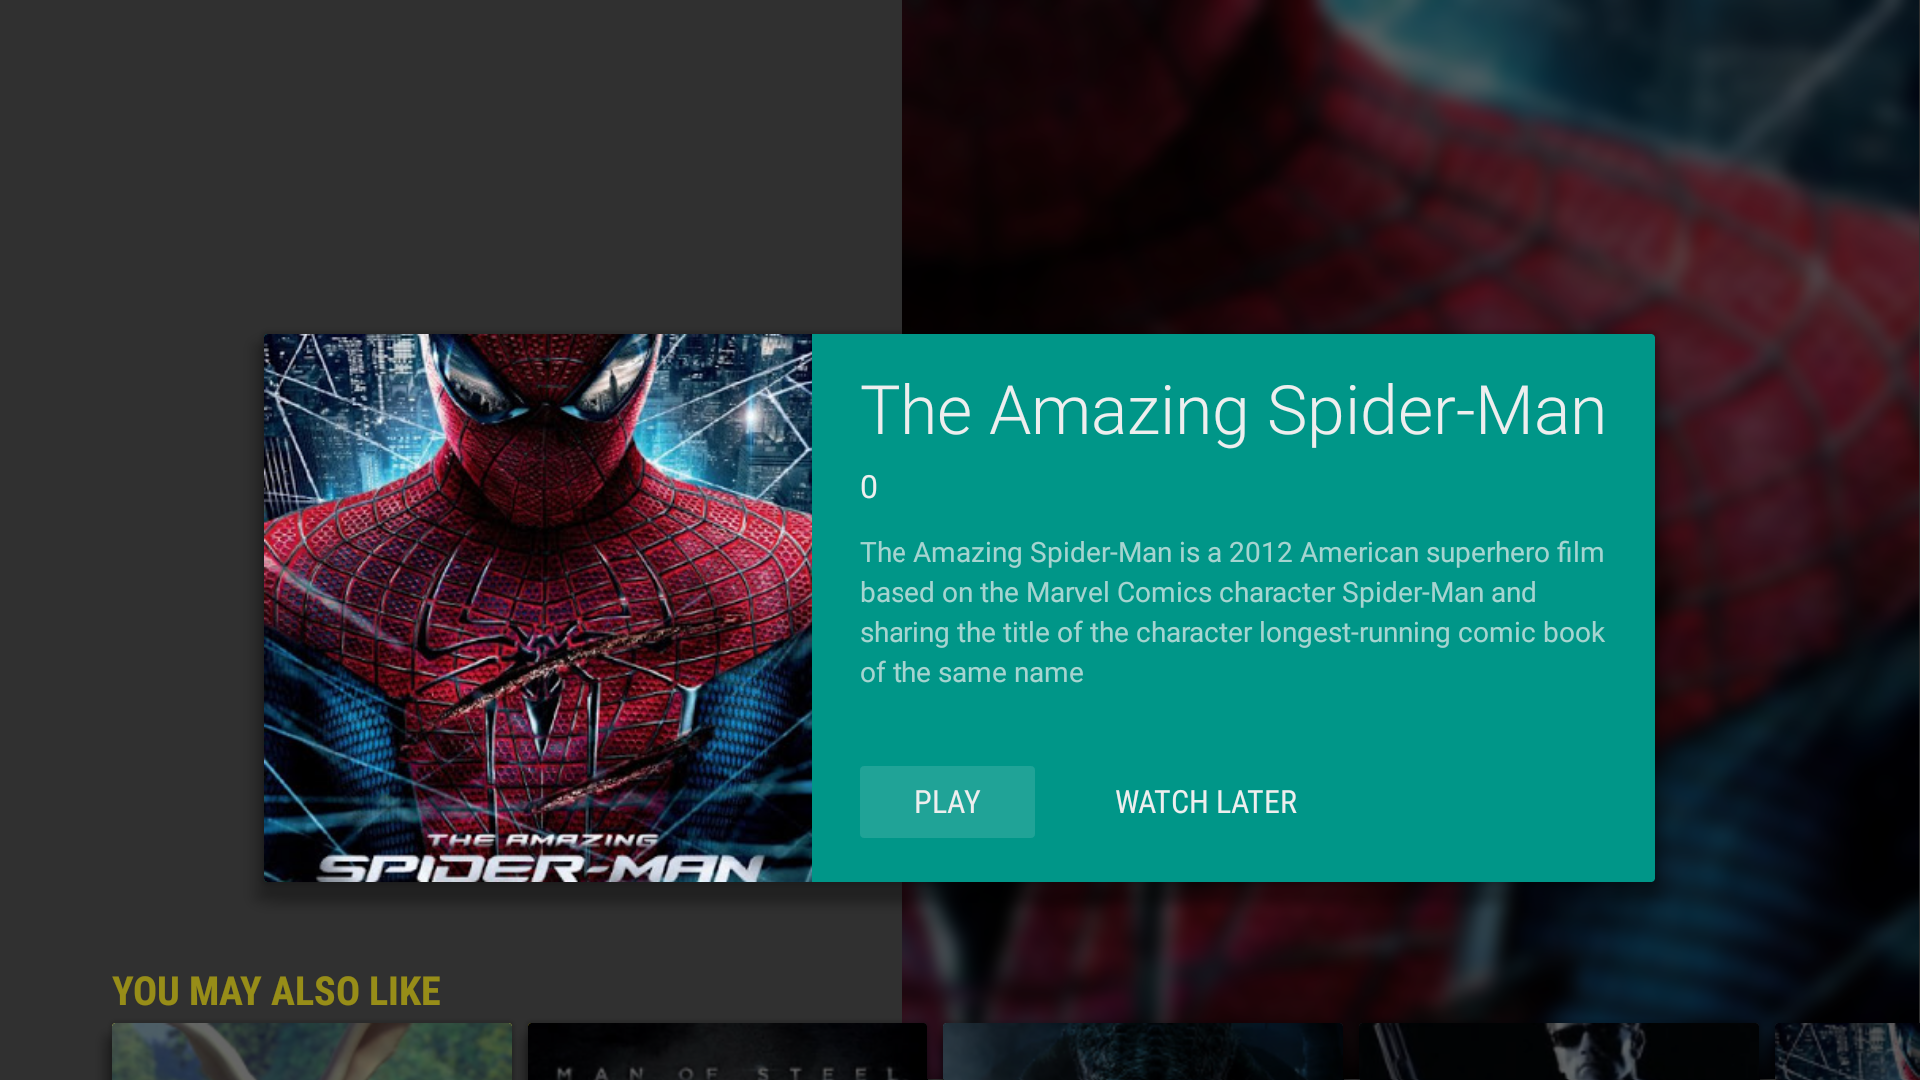 The Amazing Spider-Man
0
The Amazing Spider-Man is a 2012 American superhero film
based on the Marvel Comics character Spider-Man and
sharing the title of the character longest-running comic book
of the same name
PLAY
WATCH LATER
THE AMAZING
SPIDER-MAN
YOU MAY ALSO LIKE
MAN OF STEEL